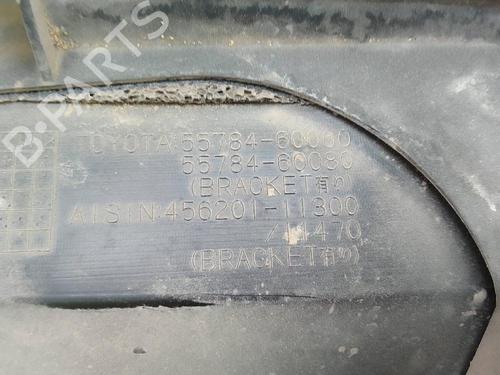 B-PARTS
TOYOTA:55784-60060
55784-60080
(BRACKET有り)
AISIN:456201-11300
/11470
(BRACKET有り)